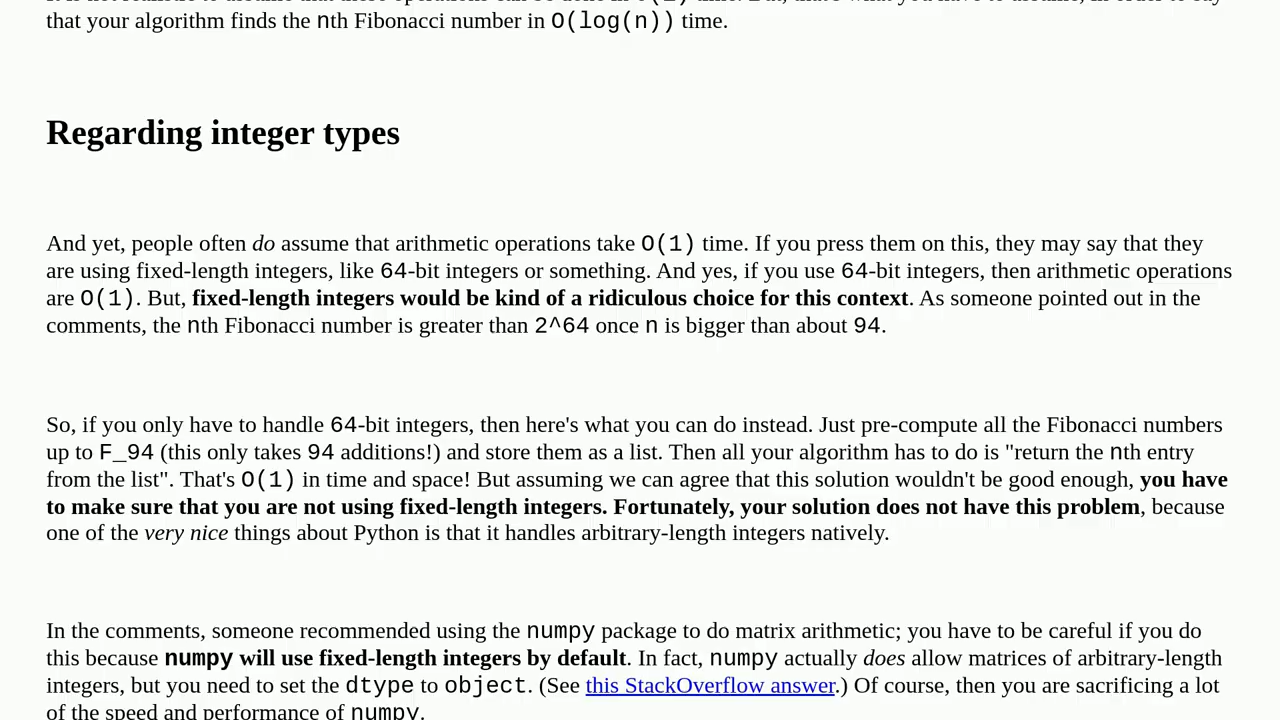 that your algorithm finds the nth Fibonacci number in O(log(n)) time.
Regarding integer types
And yet, people often do assume that arithmetic operations take O(1) time. If you press them on this, they may say that they
are using fixed-length integers, like 64-bit integers or something. And yes, if you use 64-bit integers, then arithmetic operations
are O(1). But, fixed-length integers would be kind of a ridiculous choice for this context. As someone pointed out in the
comments, the nth Fibonacci number is greater than 2^64 once n is bigger than about 94.
So, if you only have to handle 64-bit integers, then here's what you can do instead. Just pre-compute all the Fibonacci numbers
up to F_94 (this only takes 94 additions!) and store them as a list. Then all your algorithm has to do is "return the nth entry
from the list". That's O(1) in time and space! But assuming we can agree that this solution wouldn't be good enough, you have
to make sure that you are not using fixed-length integers. Fortunately, your solution does not have this problem, because
one of the very nice things about Python is that it handles arbitrary-length integers natively.
In the comments, someone recommended using the numpy package to do matrix arithmetic; you have to be careful if you do
this because numpy will use fixed-length integers by default. In fact, numpy actually does allow matrices of arbitrary-length
integers, but you need to set the dtype to object. (See this StackOverflow answer.) Of course, then you are sacrificing a lot
of the speed and performance of numpy.